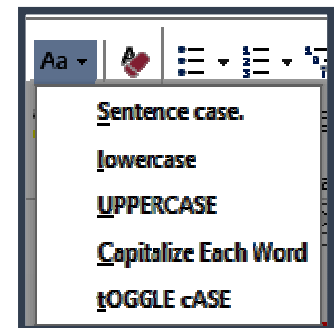 Aa
Sentence case.
lowercase
UPPERCASE
Capitalize Each Word
tOGGLE cASE